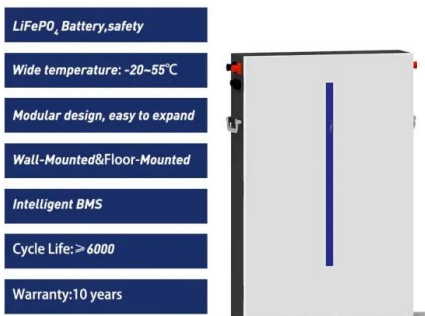 LiFePO4 Battery,safety
Wide temperature: -20~55℃
Modular design, easy to expand
Wall-Mounted&Floor-Mounted
Intelligent BMS
Cycle Life:≥6000
Warranty:10 years